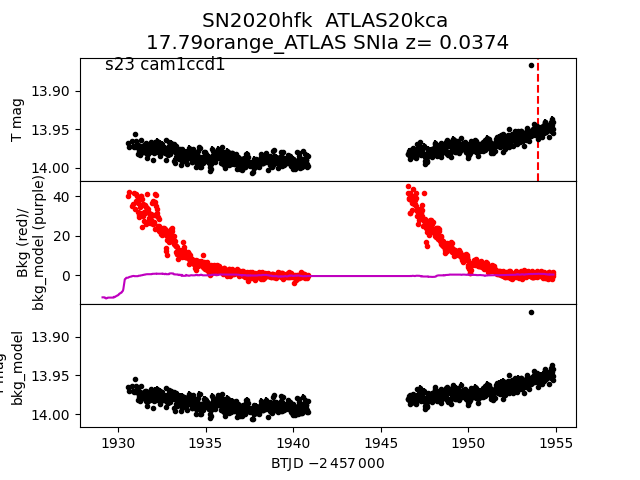 SN2020hfk ATLAS20kca
17.79orange_ATLAS SNIa z= 0.0374
s23 cam1ccd1
T mag
13.90
13.95
14.00
Bkg (red)/
bkg_model (purple)
40
20
0
mag
bkg_model
13.90
13.95
14.00
1930 1935 1940 1945 1950 1955
BTJD −2 457 000